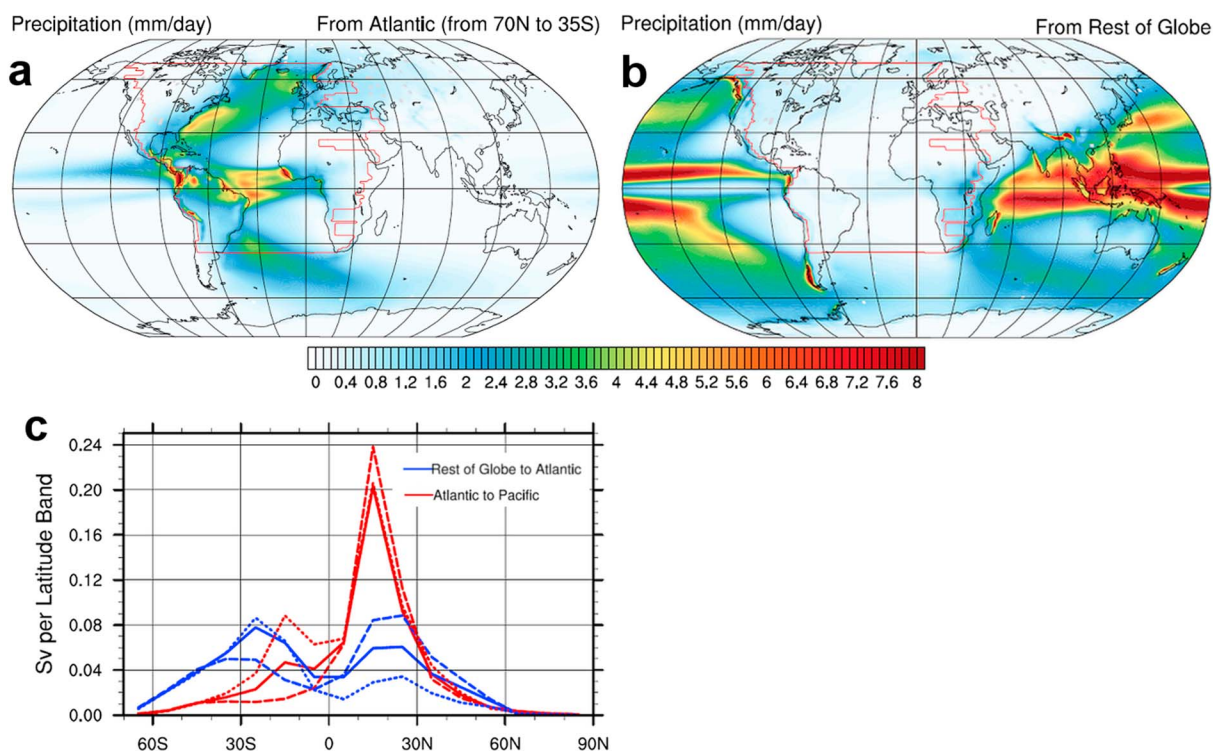 Precipitation (mm/day) From Atlantic (from 70N to 35S)
Precipitation (mm/day) From Rest of Globe
a
b
0 0.4 0.8 1.2 1.6 2 2.4 2.8 3.2 3.6 4 4.4 4.8 5.2 5.6 6 6.4 6.8 7.2 7.6 8
c
Sv per Latitude Band
0.24
0.20
0.16
0.12
0.08
0.04
0.00
Rest of Globe to Atlantic
Atlantic to Pacific
60S 30S 0 30N 60N 90N